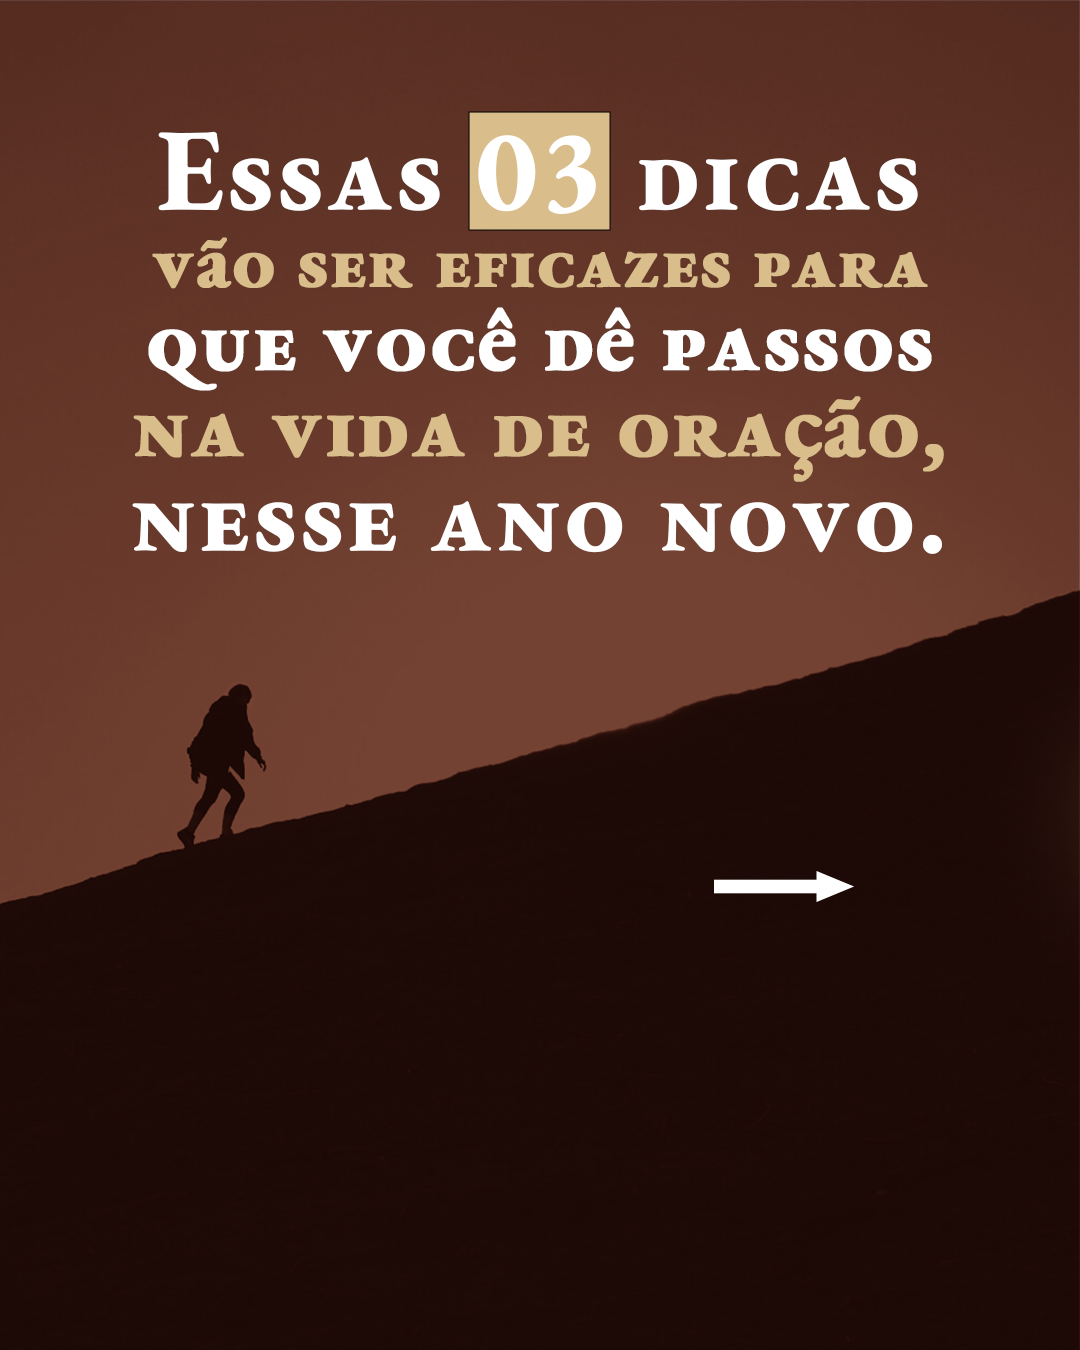 Essas 03 dicas
vão ser eficazes para
que você dê passos
na vida de oração,
nesse ano novo.